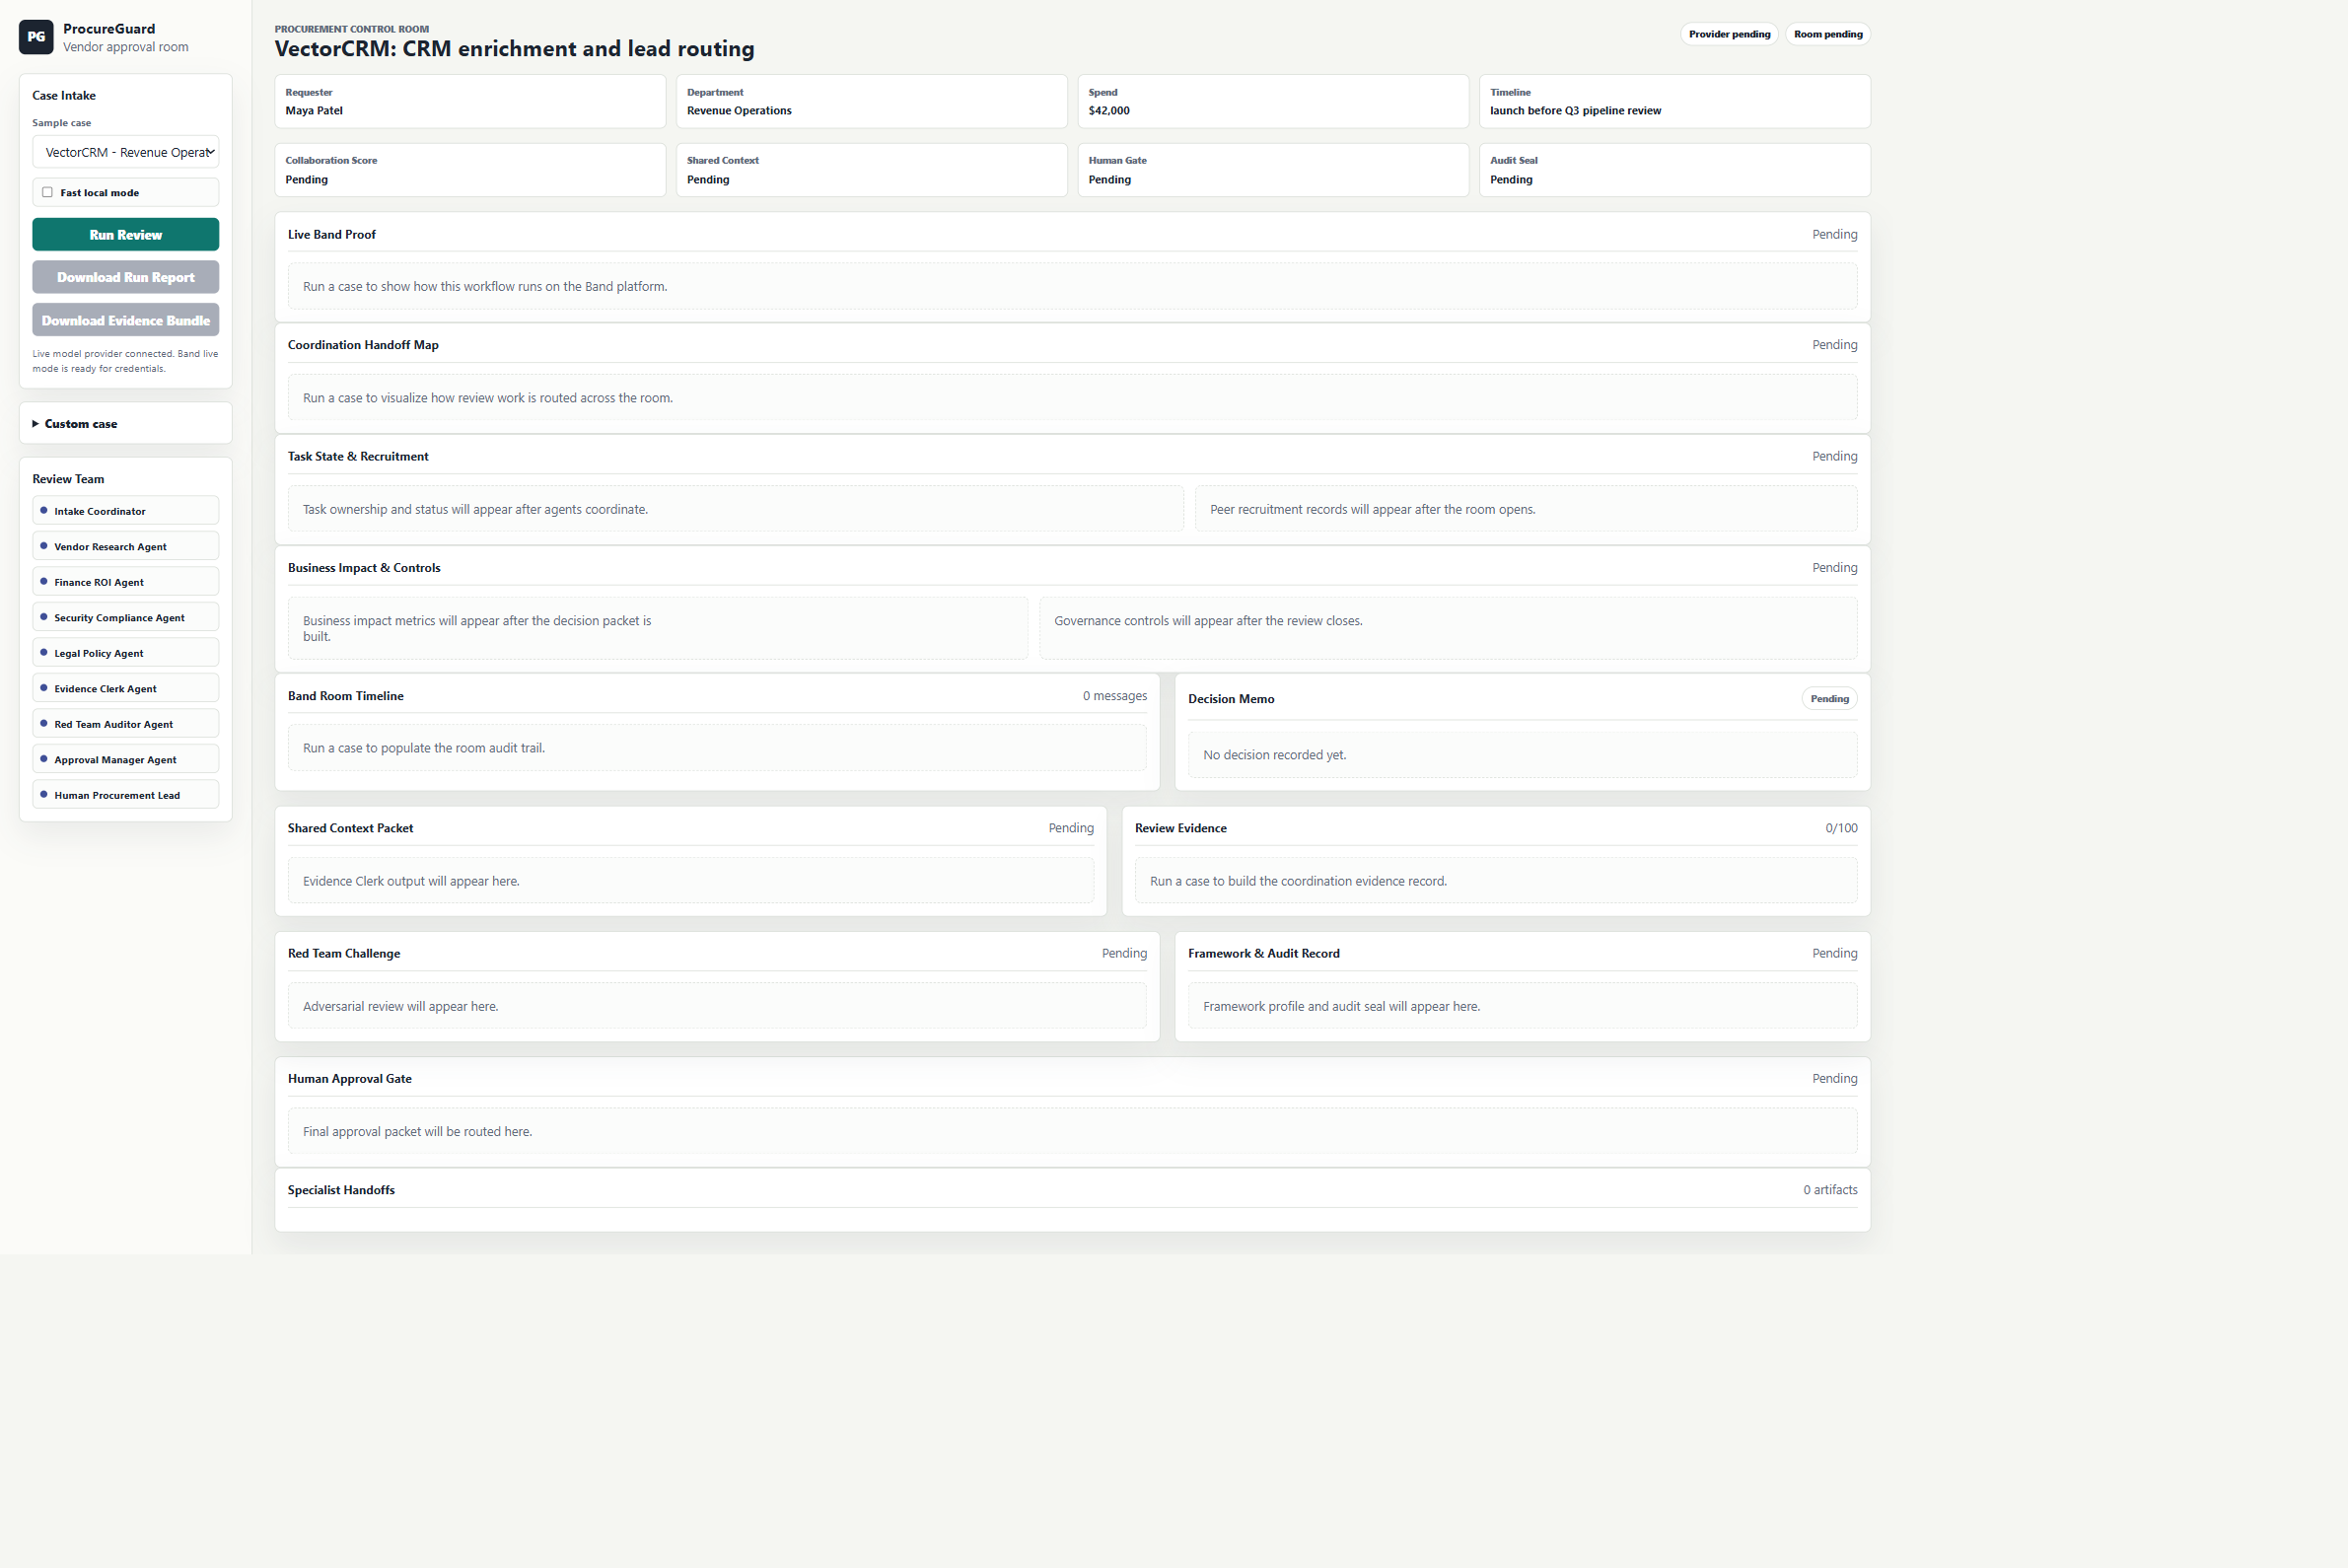 PG
ProcureGuard
Vendor approval room
Case Intake
Sample case
VectorCRM - Revenue Operat
Fast local mode
Run Review
Download Run Report
Download Evidence Bundle
Live model provider connected. Band live
mode is ready for credentials.
Custom case
Review Team
Intake Coordinator
Vendor Research Agent
Finance ROI Agent
Security Compliance Agent
Legal Policy Agent
Evidence Clerk Agent
Red Team Auditor Agent
Approval Manager Agent
Human Procurement Lead
PROCUREMENT CONTROL ROOM
VectorCRM: CRM enrichment and lead routing
Provider pending
Room pending
Requester
Maya Patel
Department
Revenue Operations
Spend
$42,000
Timeline
launch before Q3 pipeline review
Collaboration Score
Pending
Shared Context
Pending
Human Gate
Pending
Audit Seal
Pending
Live Band Proof
Pending
Run a case to show how this workflow runs on the Band platform.
Coordination Handoff Map
Pending
Run a case to visualize how review work is routed across the room.
Task State & Recruitment
Pending
Task ownership and status will appear after agents coordinate.
Peer recruitment records will appear after the room opens.
Business Impact & Controls
Pending
Business impact metrics will appear after the decision packet is
built.
Governance controls will appear after the review closes.
Band Room Timeline
0 messages
Run a case to populate the room audit trail.
Decision Memo
Pending
No decision recorded yet.
Shared Context Packet
Pending
Evidence Clerk output will appear here.
Review Evidence
0/100
Run a case to build the coordination evidence record.
Red Team Challenge
Pending
Adversarial review will appear here.
Framework & Audit Record
Pending
Framework profile and audit seal will appear here.
Human Approval Gate
Pending
Final approval packet will be routed here.
Specialist Handoffs
0 artifacts